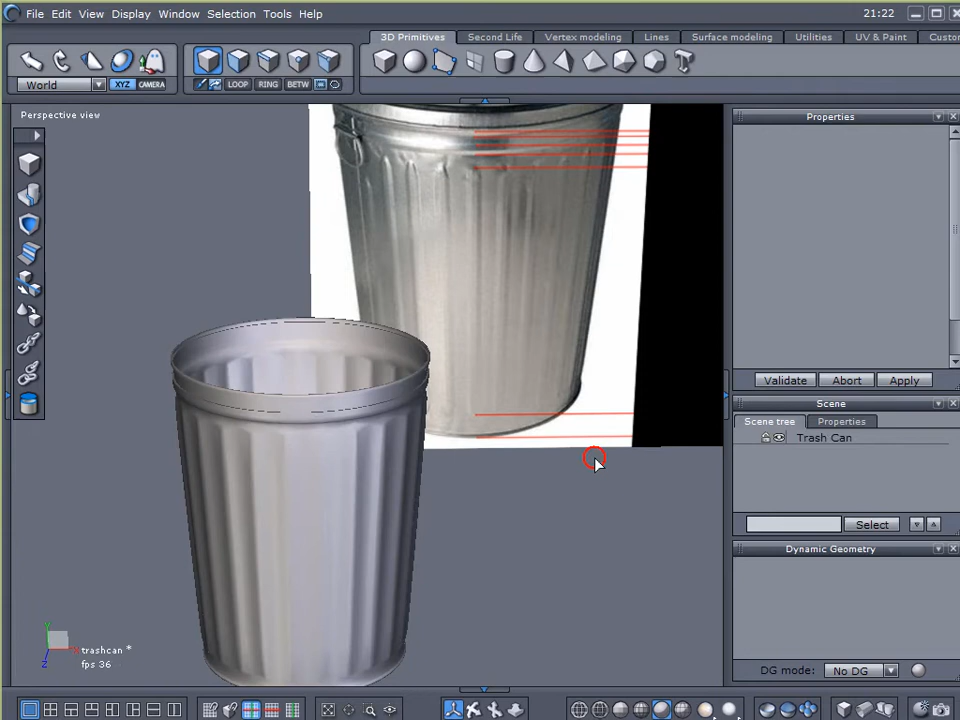 File Edit View Display Window Selection Tools Help 21:22
3D Primitives Second Life Vertex modeling Lines Surface modeling Utilities UV & Paint Custo
World XYZ CAMERA LOOP RING BETW
Perspective view
Properties
Validate Abort Apply
Scene
Scene tree Properties
Trash Can
Select
Dynamic Geometry
Y
X
Z
trashcan *
fps 36
DG mode: No DG